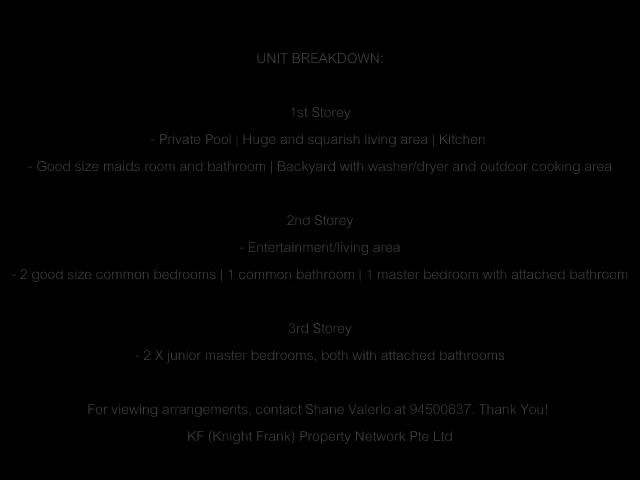 UNIT BREAKDOWN:
1st Storey
- Private Pool | Huge and squarish living area | Kitchen
- Good size maids room and bathroom | Backyard with washer/dryer and outdoor cooking area
2nd Storey
- Entertainment/living area
- 2 good size common bedrooms | 1 common bathroom | 1 master bedroom with attached bathroom
3rd Storey
- 2 X junior master bedrooms, both with attached bathrooms
For viewing arrangements, contact Shane Valerio at 94500637. Thank You!
KF (Knight Frank) Property Network Pte Ltd